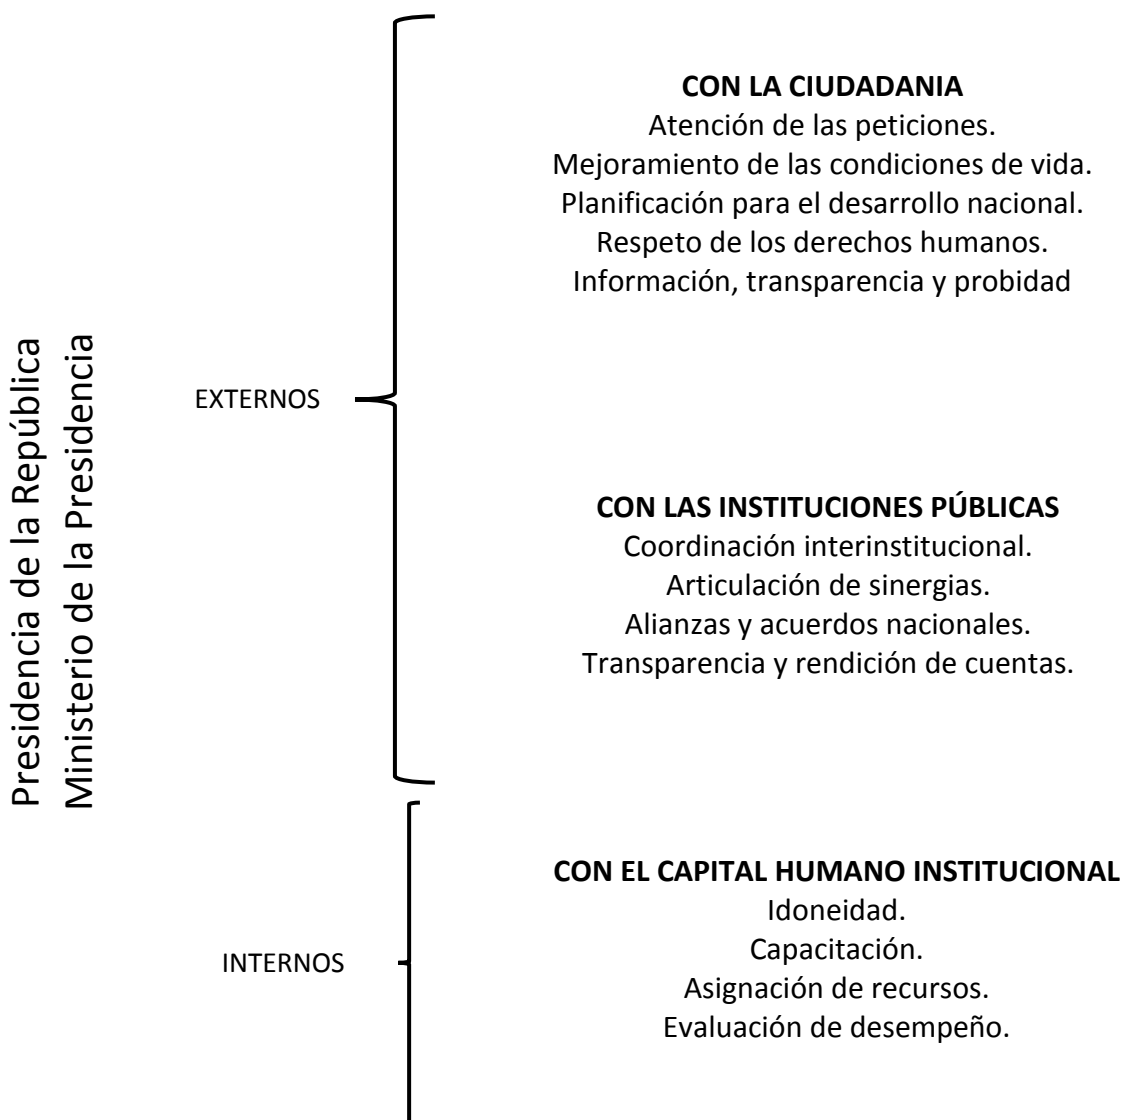 Presidencia de la República
Ministerio de la Presidencia
EXTERNOS
CON LA CIUDADANIA
Atención de las peticiones.
Mejoramiento de las condiciones de vida.
Planificación para el desarrollo nacional.
Respeto de los derechos humanos.
Información, transparencia y probidad
CON LAS INSTITUCIONES PÚBLICAS
Coordinación interinstitucional.
Articulación de sinergias.
Alianzas y acuerdos nacionales.
Transparencia y rendición de cuentas.
INTERNOS
CON EL CAPITAL HUMANO INSTITUCIONAL
Idoneidad.
Capacitación.
Asignación de recursos.
Evaluación de desempeño.